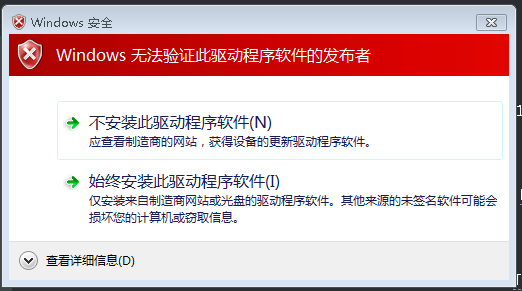 Windows 安全
Windows 无法验证此驱动程序软件的发布者
不安装此驱动程序软件(N)
应查看制造商的网站，获得设备的更新驱动程序软件。
始终安装此驱动程序软件(I)
仅安装来自制造商网站或光盘的驱动程序软件。其他来源的未签名软件可能会
损坏您的计算机或窃取信息。
查看详细信息(D)